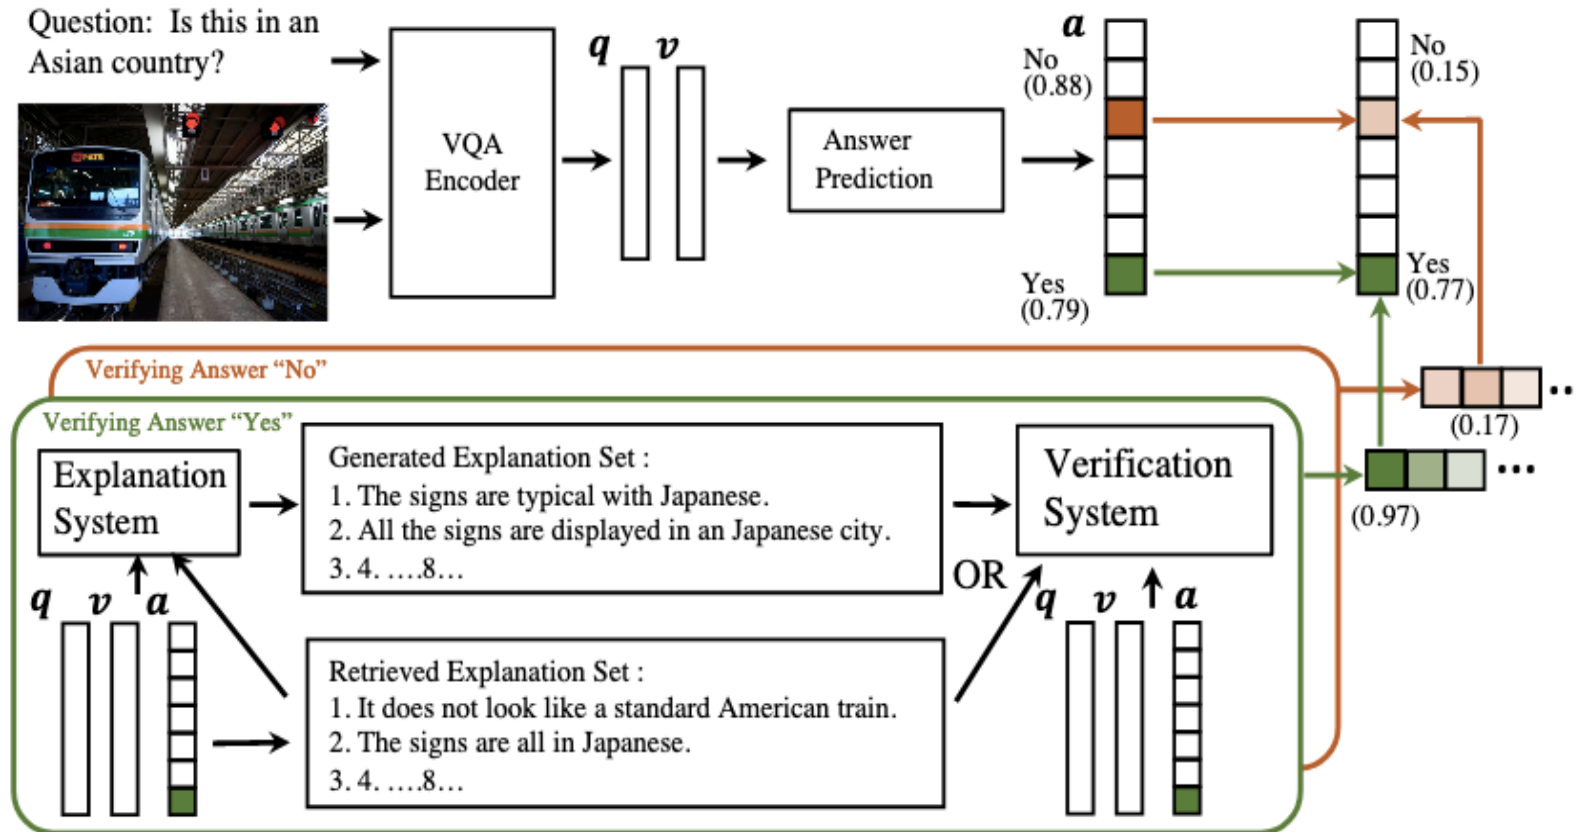 Question: Is this in an
Asian country?
VQA
Encoder
q
v
Answer
Prediction
a
No
(0.88)
Yes
(0.79)
No
(0.15)
Yes
(0.77)
Verifying Answer “No”
(0.17)
Verifying Answer “Yes”
(0.97)
Explanation
System
Generated Explanation Set :
1. The signs are typical with Japanese.
2. All the signs are displayed in an Japanese city.
3. 4. ….8…
Verification
System
OR
q v a
q v a
Retrieved Explanation Set :
1. It does not look like a standard American train.
2. The signs are all in Japanese.
3. 4. ….8…